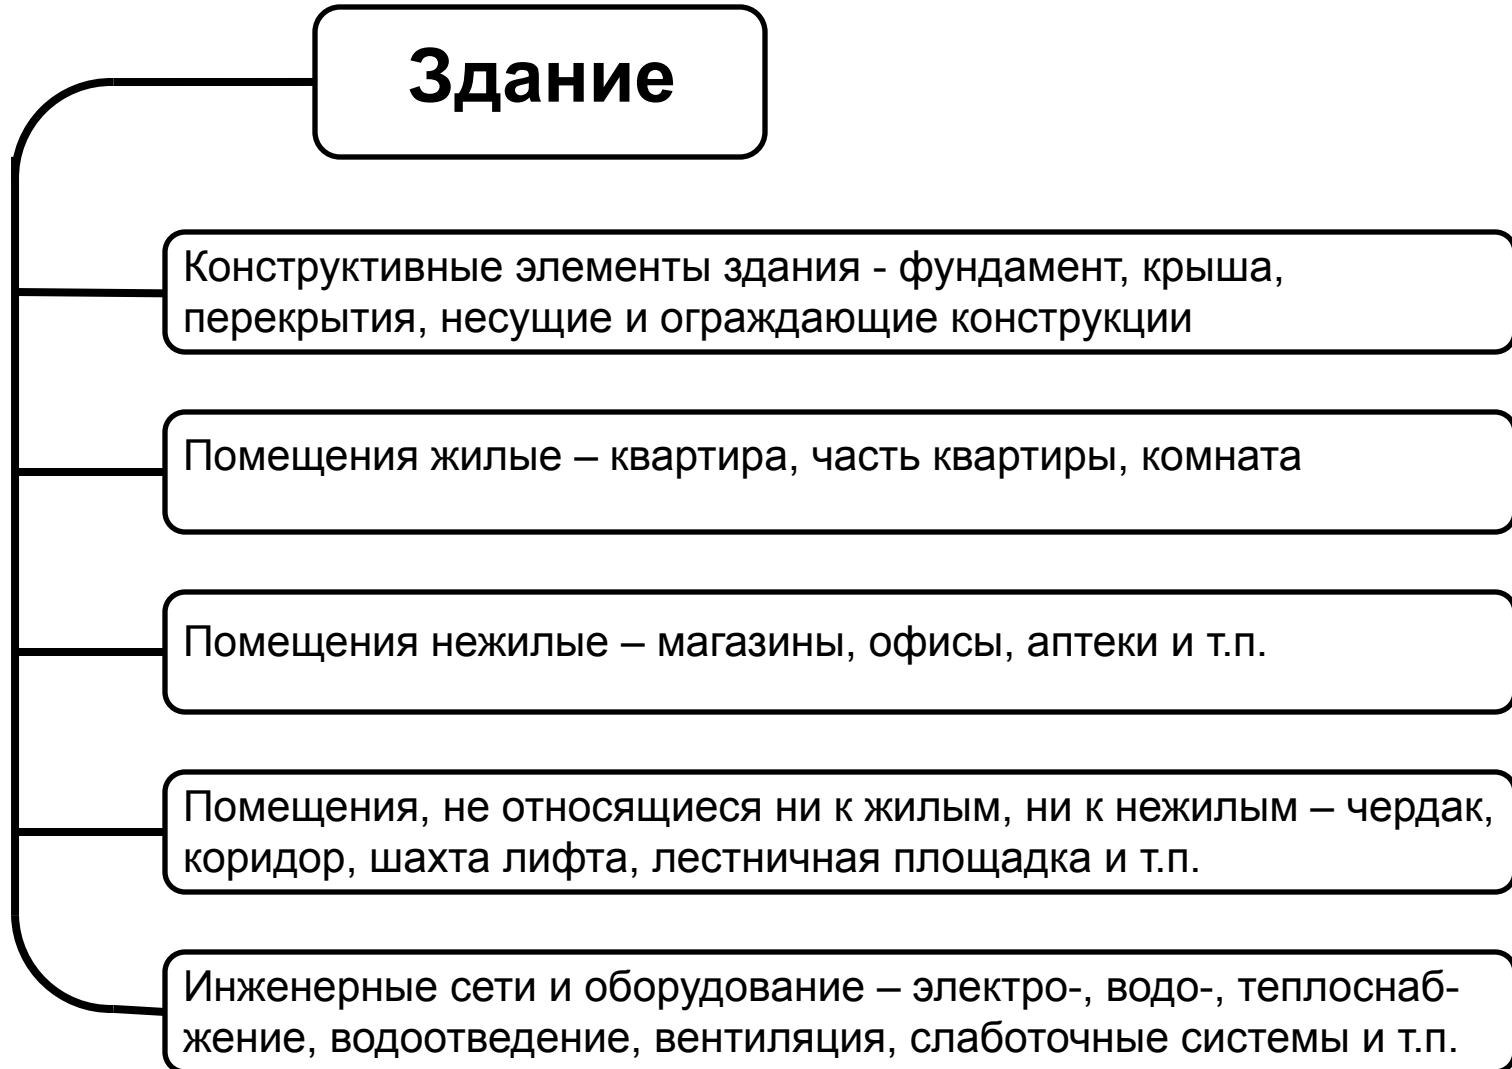 Здание
Конструктивные элементы здания - фундамент, крыша,
перекрытия, несущие и ограждающие конструкции
Помещения жилые – квартира, часть квартиры, комната
Помещения нежилые – магазины, офисы, аптеки и т.п.
Помещения, не относящиеся ни к жилым, ни к нежилым – чердак,
коридор, шахта лифта, лестничная площадка и т.п.
Инженерные сети и оборудование – электро-, водо-, теплоснаб-
жение, водоотведение, вентиляция, слаботочные системы и т.п.